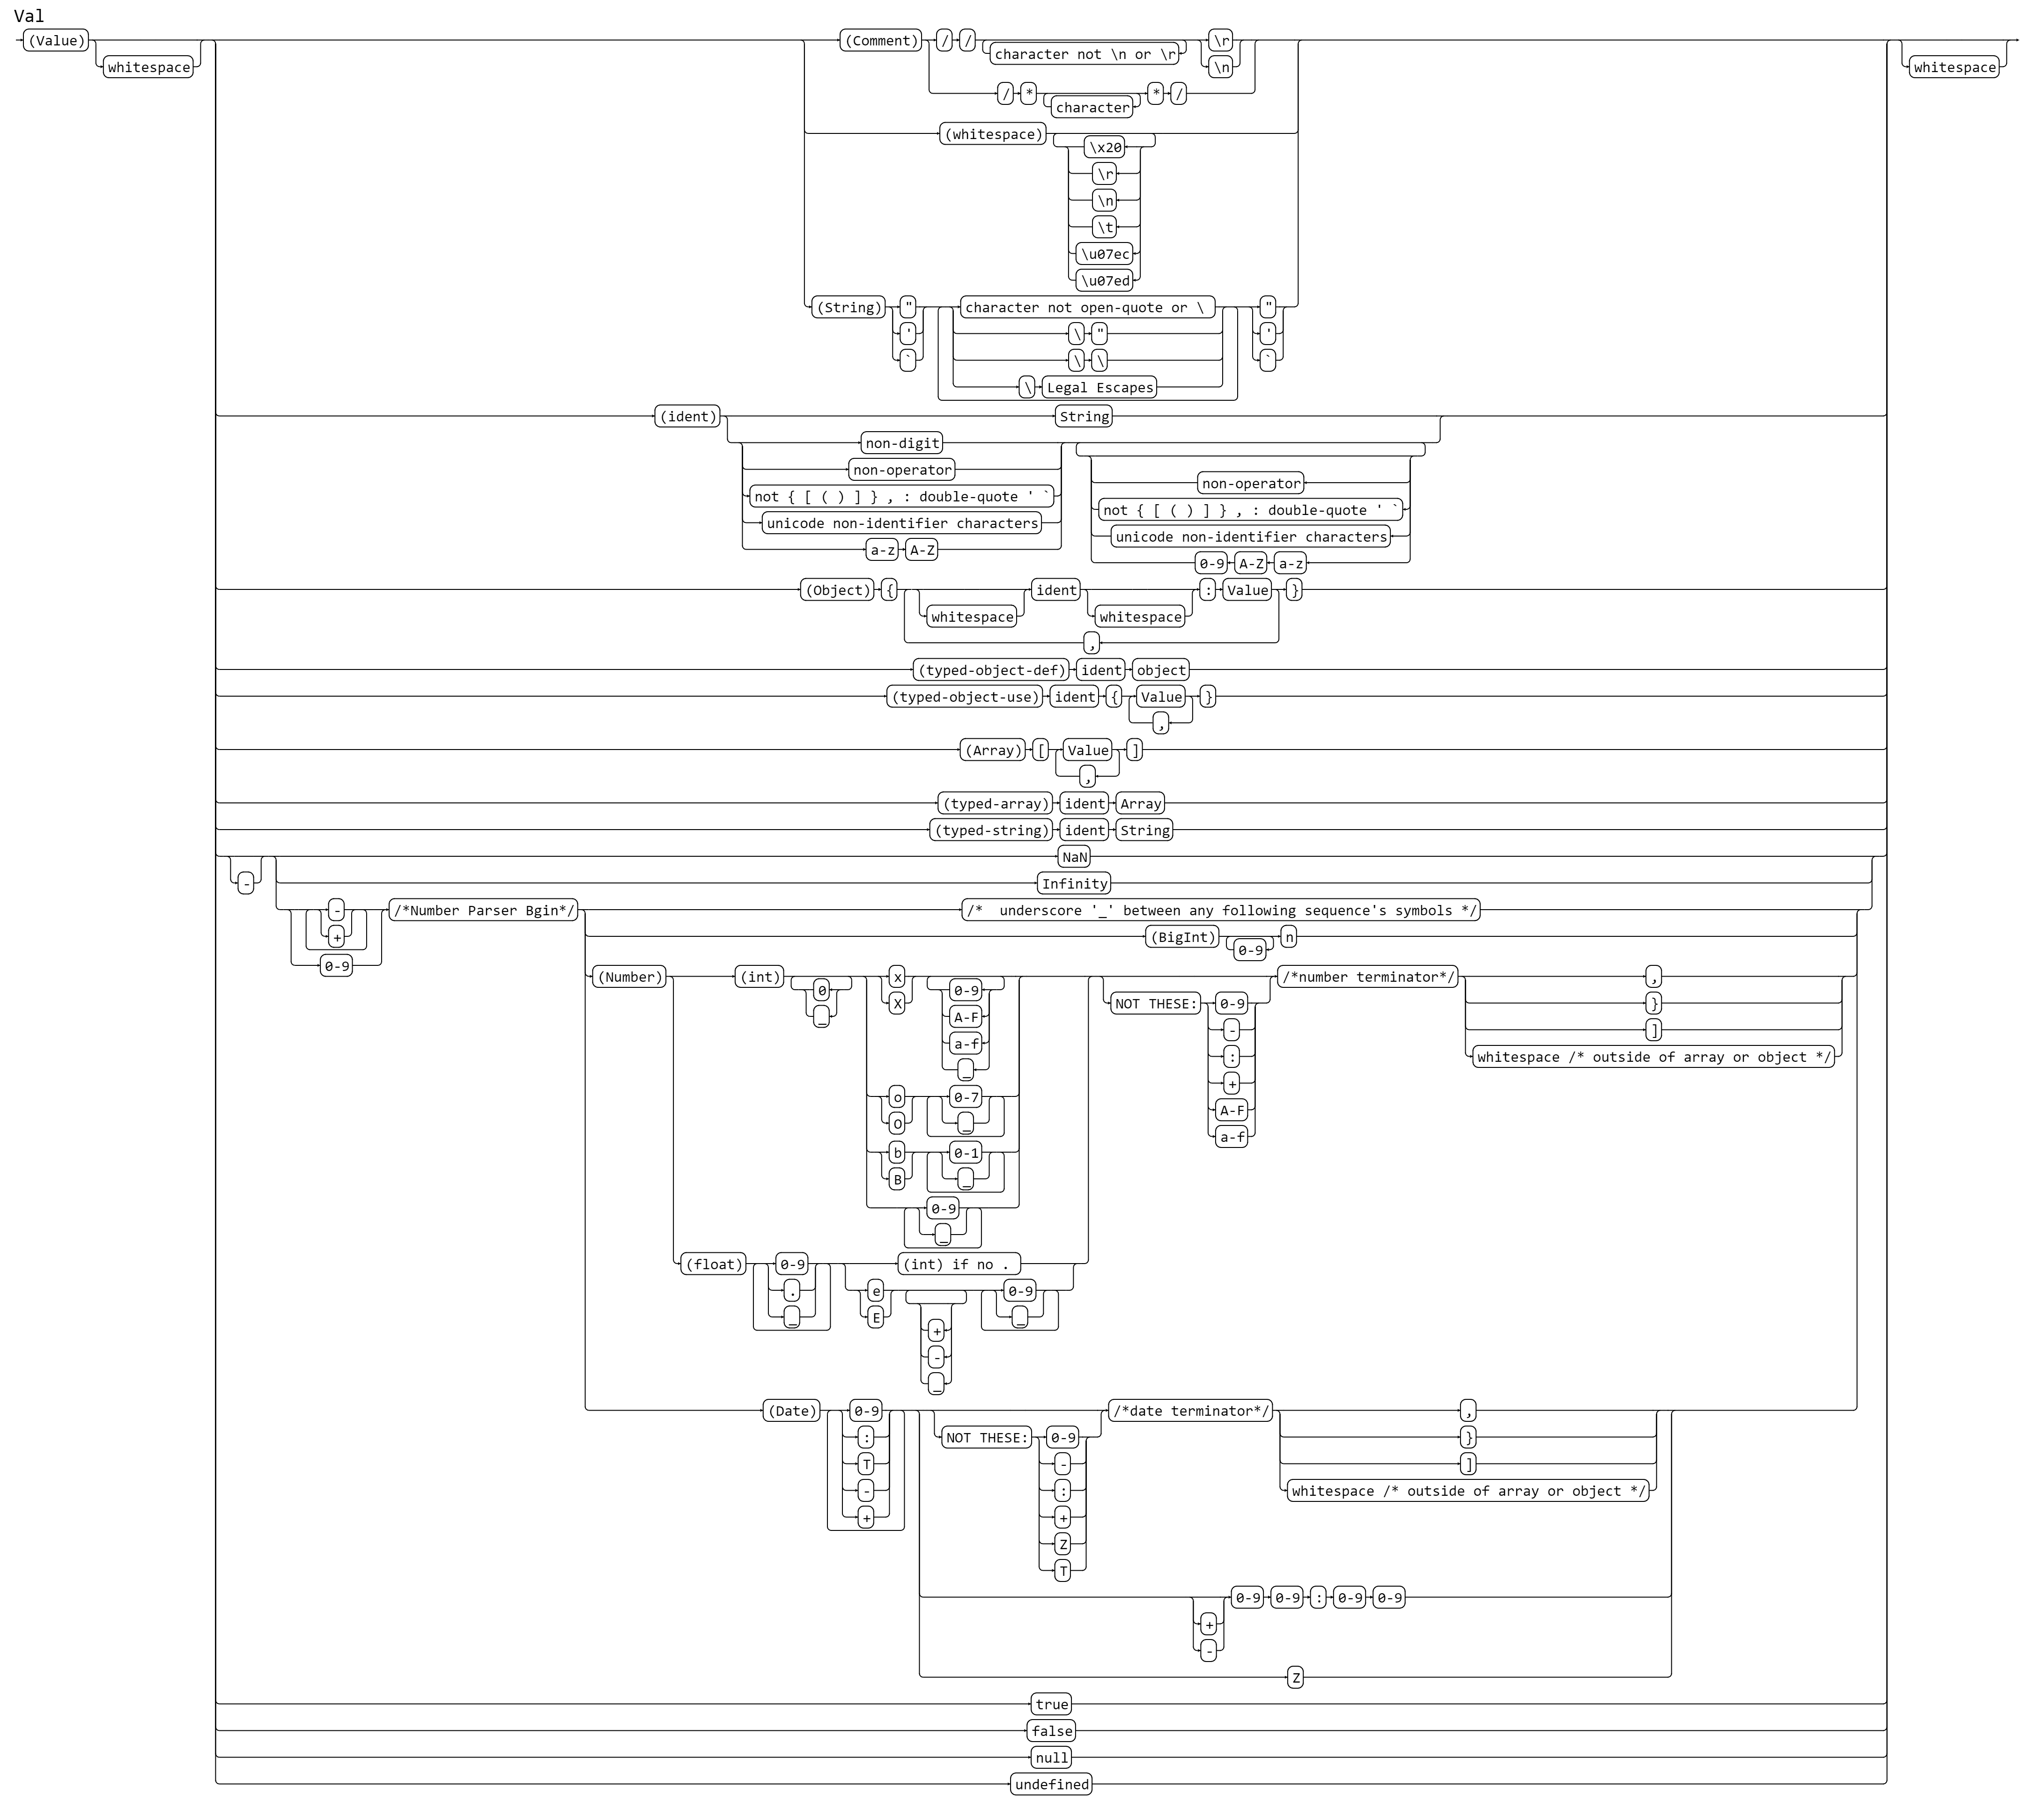 Val
(Value) (Comment) / / \r
character not \n or \r
whitespace \n whitespace
/ * * /
character
(whitespace)
\x20
\r
\n
\t
\u07ec
\u07ed
(String) " character not open-quote or \ "
' \ " '
` \ \ `
\ Legal Escapes
(ident) String
non-digit
non-operator
non-operator
not { [ ( ) ] } , : double-quote ' `
not { [ ( ) ] } , : double-quote ' `
unicode non-identifier characters
unicode non-identifier characters
a-z A-Z
0-9 A-Z a-z
(Object) { ident : Value }
whitespace whitespace
,
(typed-object-def) ident object
(typed-object-use) ident { Value }
,
(Array) [ Value ]
,
(typed-array) ident Array
(typed-string) ident String
NaN
- Infinity
- /*Number Parser Bgin*/ /*  underscore '_' between any following sequence's symbols */
+ (BigInt) n
0-9
0-9
(Number) (int) x /*number terminator*/ ,
0 0-9
X NOT THESE: 0-9 }
_ A-F
- ]
a-f
: whitespace /* outside of array or object */
_
+
o 0-7
A-F
O _
a-f
b 0-1
B _
0-9
_
(float) 0-9 (int) if no .
. e 0-9
_ E _
+
-
_
(Date) 0-9 /*date terminator*/ ,
: NOT THESE: 0-9 }
T - ]
- : whitespace /* outside of array or object */
+ +
Z
T
0-9 0-9 : 0-9 0-9
+
-
Z
true
false
null
undefined